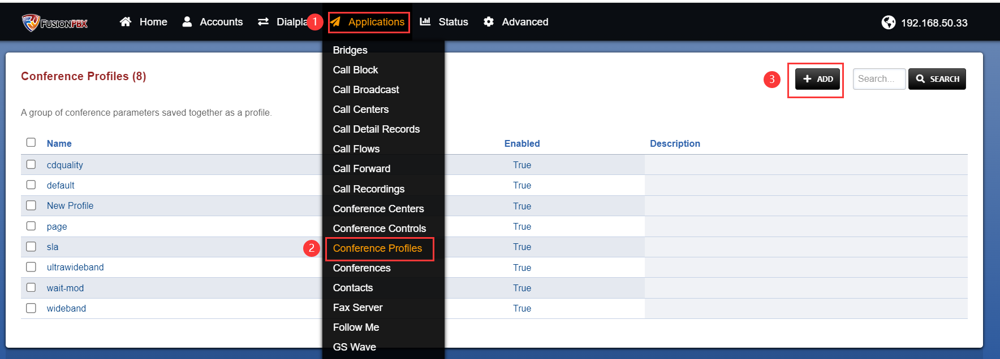 FUSIONPBX Home Accounts Dialpla 1 Applications Status Advanced 192.168.50.33
Bridges
Call Block
Call Broadcast
Call Centers
Call Detail Records
Call Flows
Call Forward
Call Recordings
Conference Centers
Conference Controls
2 Conference Profiles
Conferences
Contacts
Fax Server
Follow Me
GS Wave
Conference Profiles (8)
3 + ADD Search... SEARCH
A group of conference parameters saved together as a profile.
Name Enabled Description
cdquality True
default True
New Profile True
page True
sla True
ultrawideband True
wait-mod True
wideband True